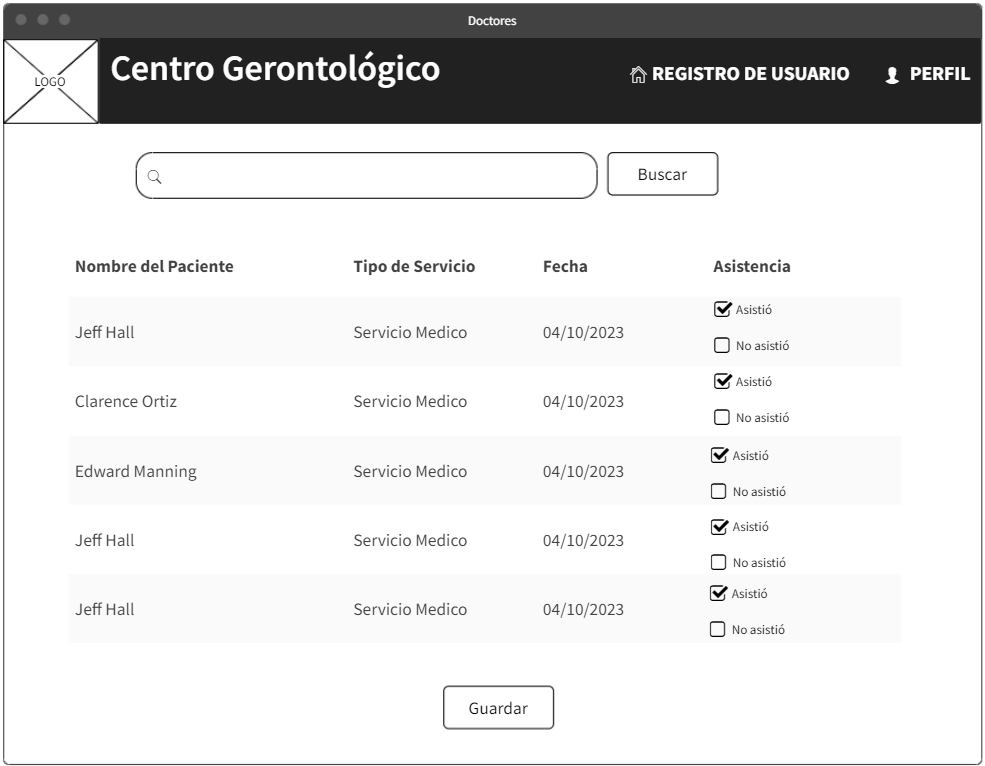 Doctores
LOGO
Centro Gerontológico
REGISTRO DE USUARIO
PERFIL
Buscar
Nombre del Paciente Tipo de Servicio Fecha Asistencia
Jeff Hall Servicio Medico 04/10/2023 Asistió
No asistió
Clarence Ortiz Servicio Medico 04/10/2023 Asistió
No asistió
Edward Manning Servicio Medico 04/10/2023 Asistió
No asistió
Jeff Hall Servicio Medico 04/10/2023 Asistió
No asistió
Jeff Hall Servicio Medico 04/10/2023 Asistió
No asistió
Guardar